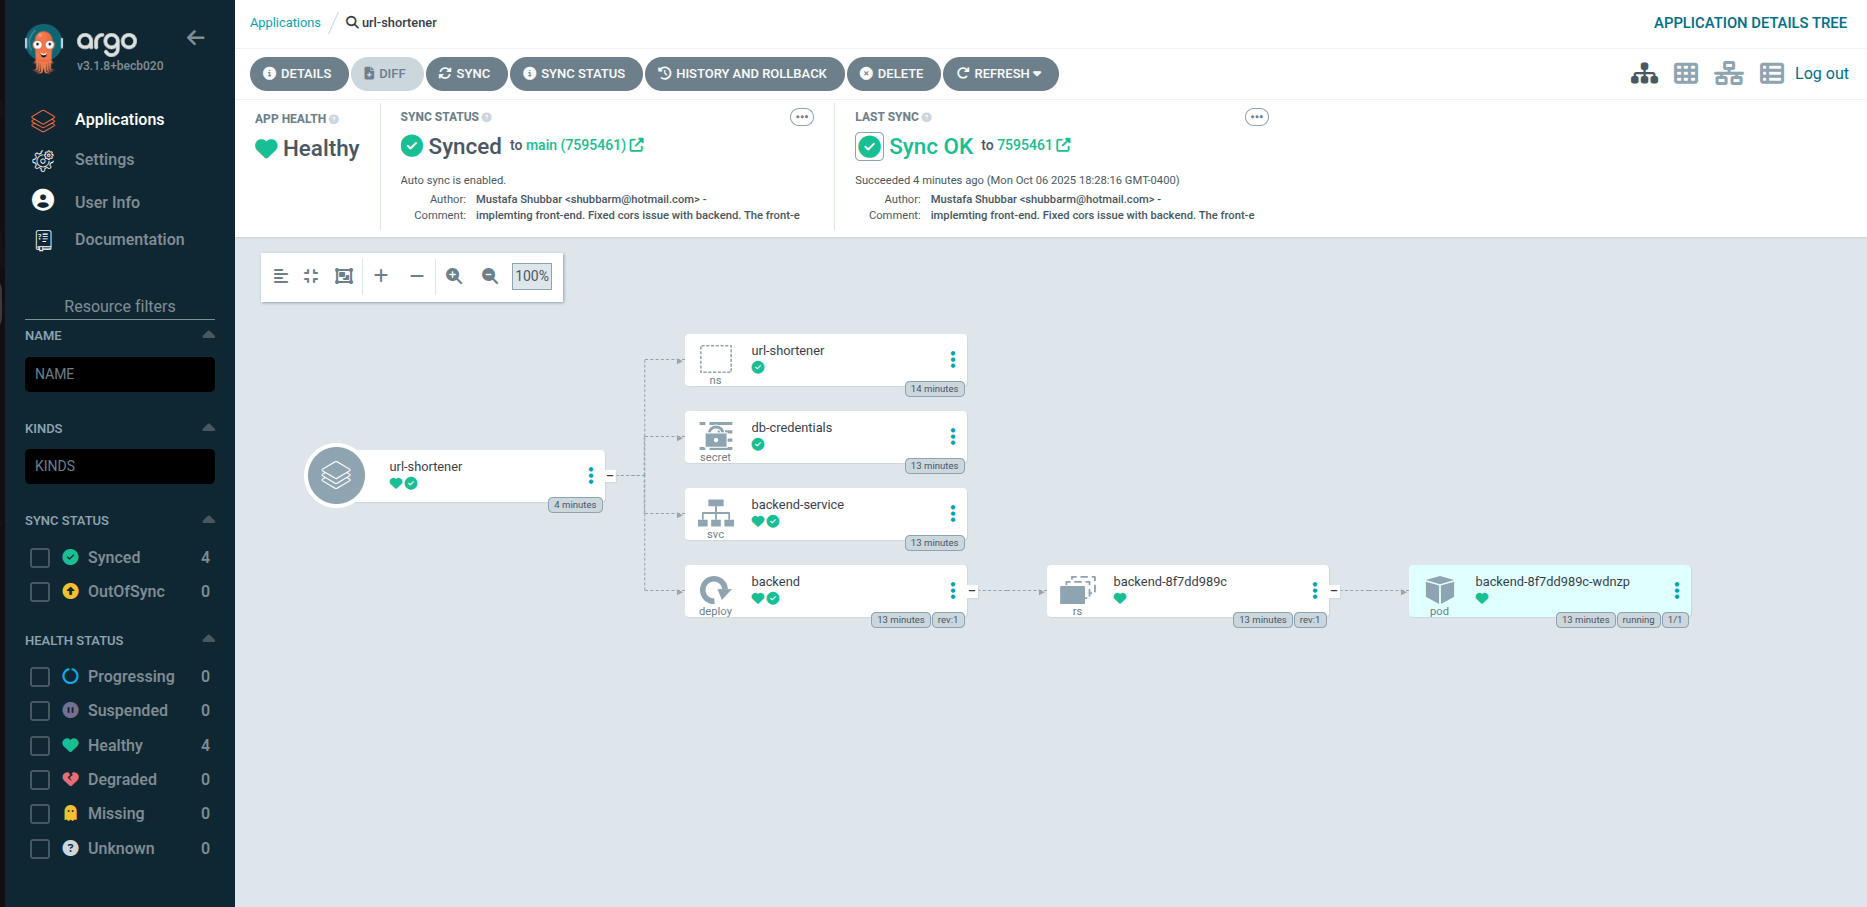 argo
v3.1.8+becb020
Applications
Settings
User Info
Documentation
Resource filters
NAME
NAME
KINDS
KINDS
SYNC STATUS
Synced 4
OutOfSync 0
HEALTH STATUS
Progressing 0
Suspended 0
Healthy 4
Degraded 0
Missing 0
Unknown 0
Applications / url-shortener
APPLICATION DETAILS TREE
DETAILS DIFF SYNC SYNC STATUS HISTORY AND ROLLBACK DELETE REFRESH
Log out
APP HEALTH
Healthy
SYNC STATUS
Synced to main (7595461)
Auto sync is enabled.
Author: Mustafa Shubbar <shubbarm@hotmail.com> -
Comment: implemting front-end. Fixed cors issue with backend. The front-e
LAST SYNC
Sync OK to 7595461
Succeeded 4 minutes ago (Mon Oct 06 2025 18:28:16 GMT-0400)
Author: Mustafa Shubbar <shubbarm@hotmail.com> -
Comment: implemting front-end. Fixed cors issue with backend. The front-e
100%
url-shortener
4 minutes
url-shortener
ns
14 minutes
db-credentials
secret
13 minutes
backend-service
svc
13 minutes
backend
deploy
13 minutes rev:1
backend-8f7dd989c
rs
13 minutes rev:1
backend-8f7dd989c-wdnzp
pod
13 minutes running 1/1